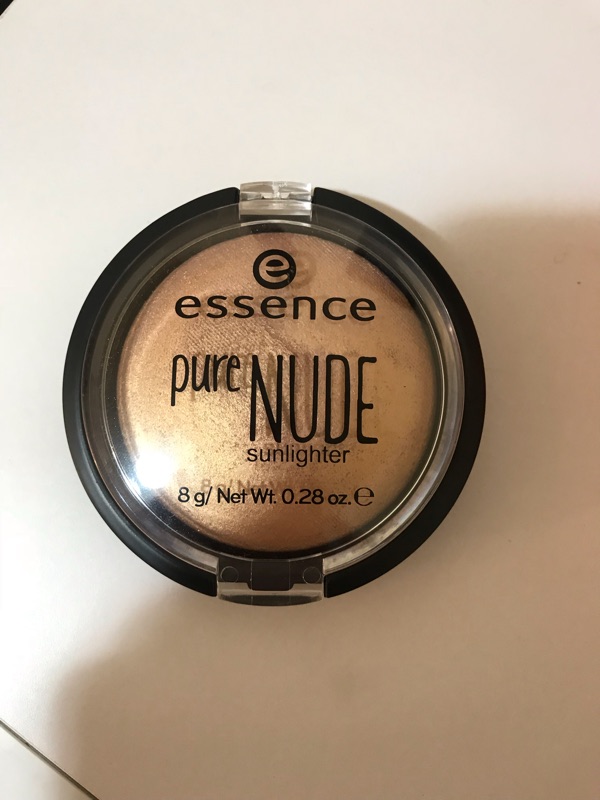 e
essence
pure NUDE
sunlighter
8 g/ Net Wt. 0.28 oz. ℮